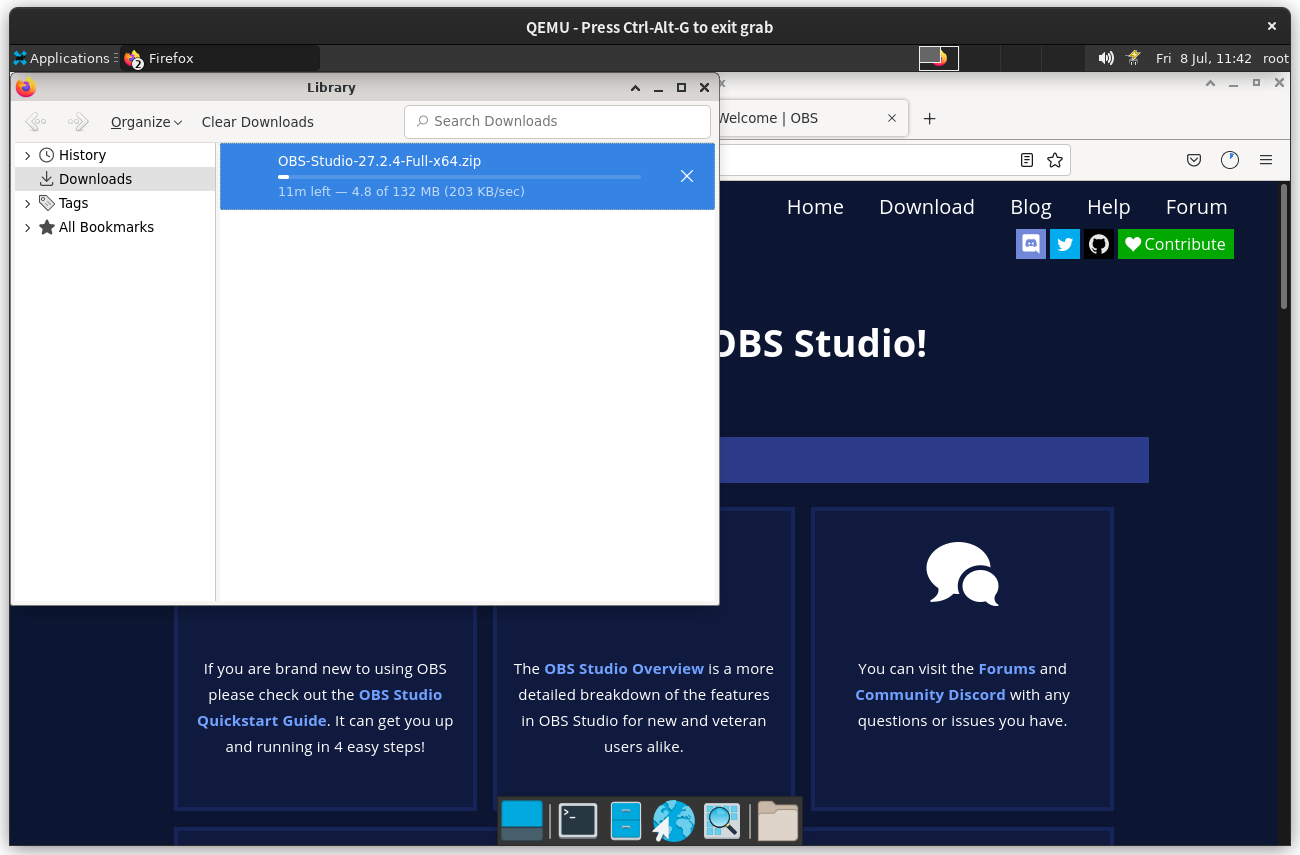 QEMU - Press Ctrl-Alt-G to exit grab
Applications
2
Firefox
Fri 8 Jul, 11:42 root
Library
Organize
Clear Downloads
Search Downloads
History
Downloads
Tags
All Bookmarks
OBS-Studio-27.2.4-Full-x64.zip
11m left — 4.8 of 132 MB (203 KB/sec)
Welcome | OBS
Home
Download
Blog
Help
Forum
Contribute
OBS Studio!
If you are brand new to using OBS
please check out the OBS Studio
Quickstart Guide. It can get you up
and running in 4 easy steps!
The OBS Studio Overview is a more
detailed breakdown of the features
in OBS Studio for new and veteran
users alike.
You can visit the Forums and
Community Discord with any
questions or issues you have.